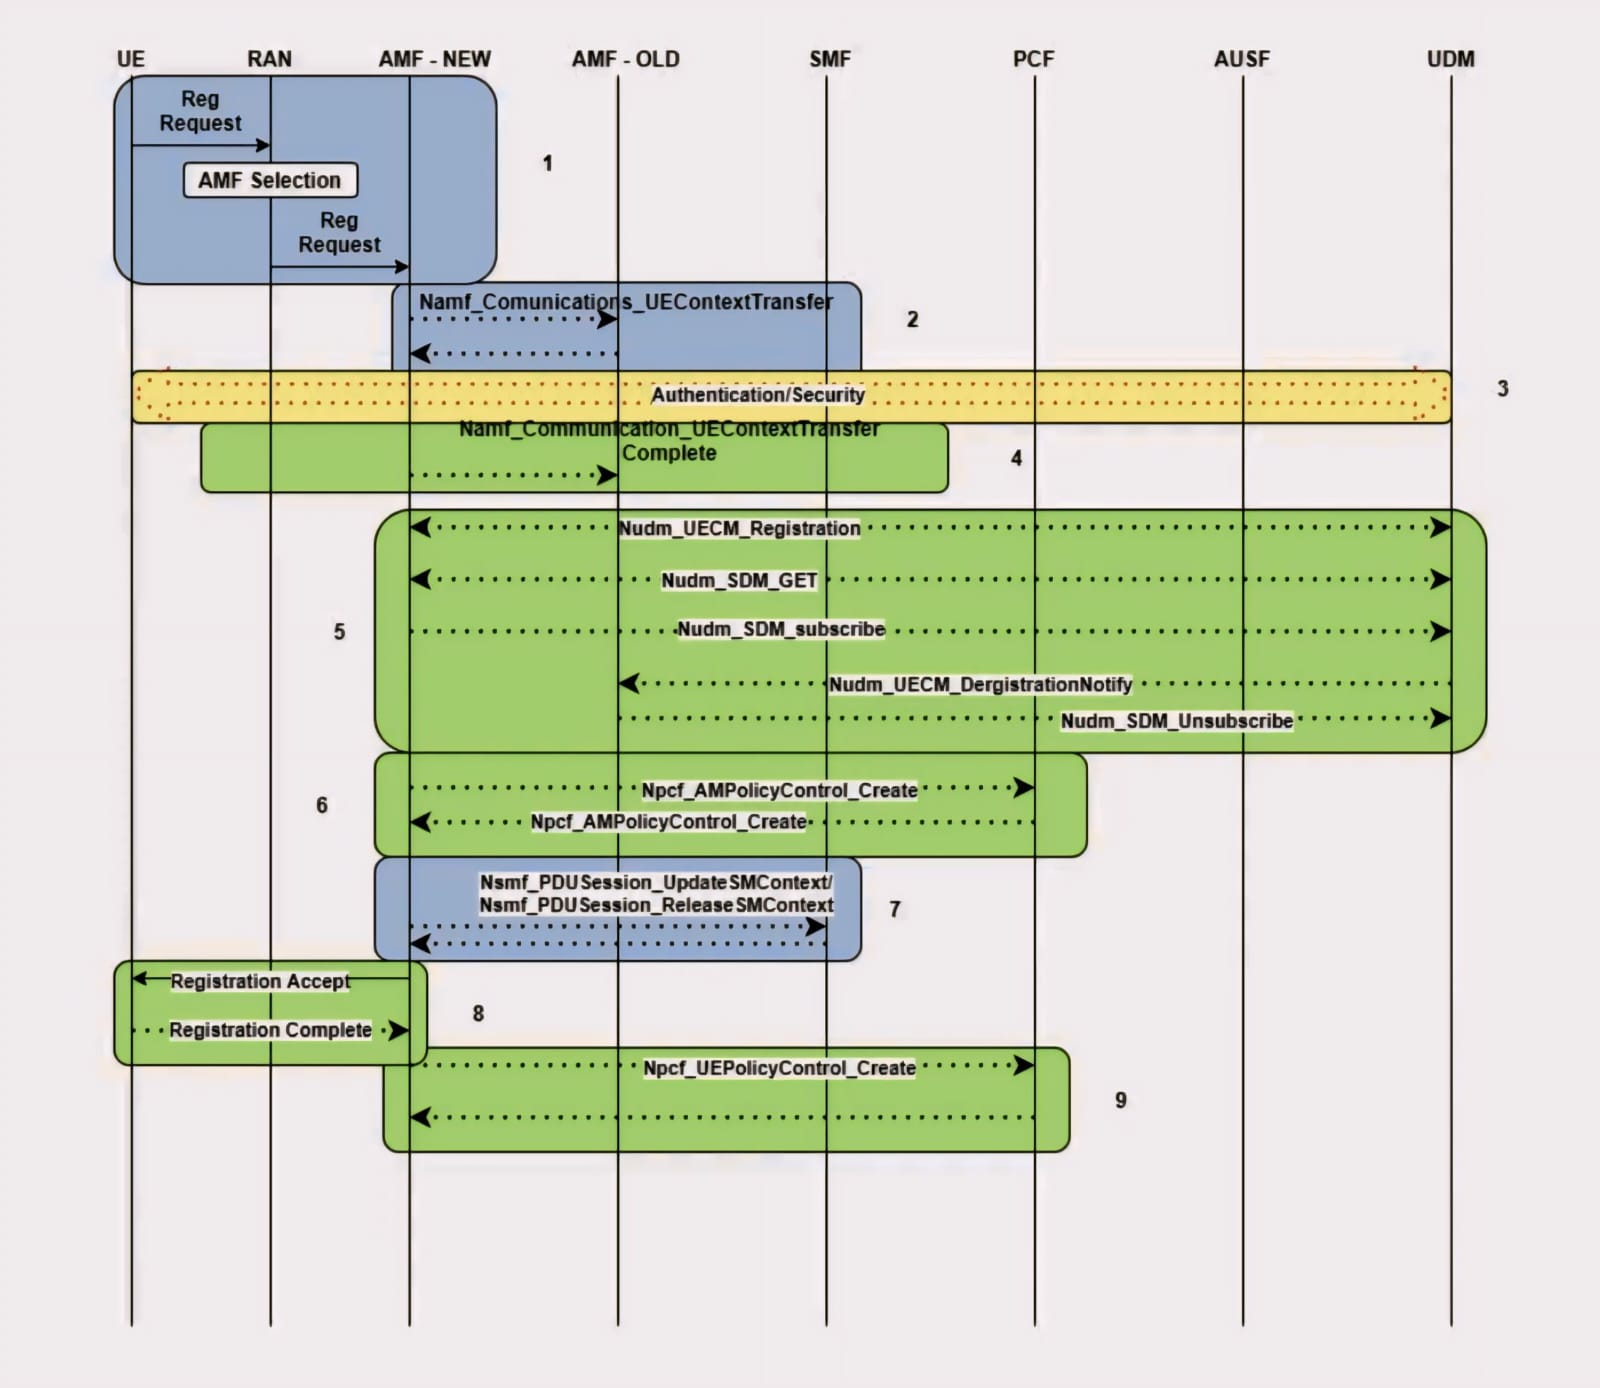 UE RAN AMF - NEW AMF - OLD SMF PCF AUSF UDM
Reg
Request
1
AMF Selection
Reg
Request
Namf_Comunications_UEContextTransfer
2
Authentication/Security
3
Namf_Communication_UEContextTransfer
Complete
4
Nudm_UECM_Registration
Nudm_SDM_GET
5
Nudm_SDM_subscribe
Nudm_UECM_DergistrationNotify
Nudm_SDM_Unsubscribe
Npcf_AMPolicyControl_Create
6
Npcf_AMPolicyControl_Create
Nsmf_PDUSession_UpdateSMContext/
Nsmf_PDUSession_ReleaseSMContext
7
Registration Accept
8
Registration Complete
Npcf_UEPolicyControl_Create
9